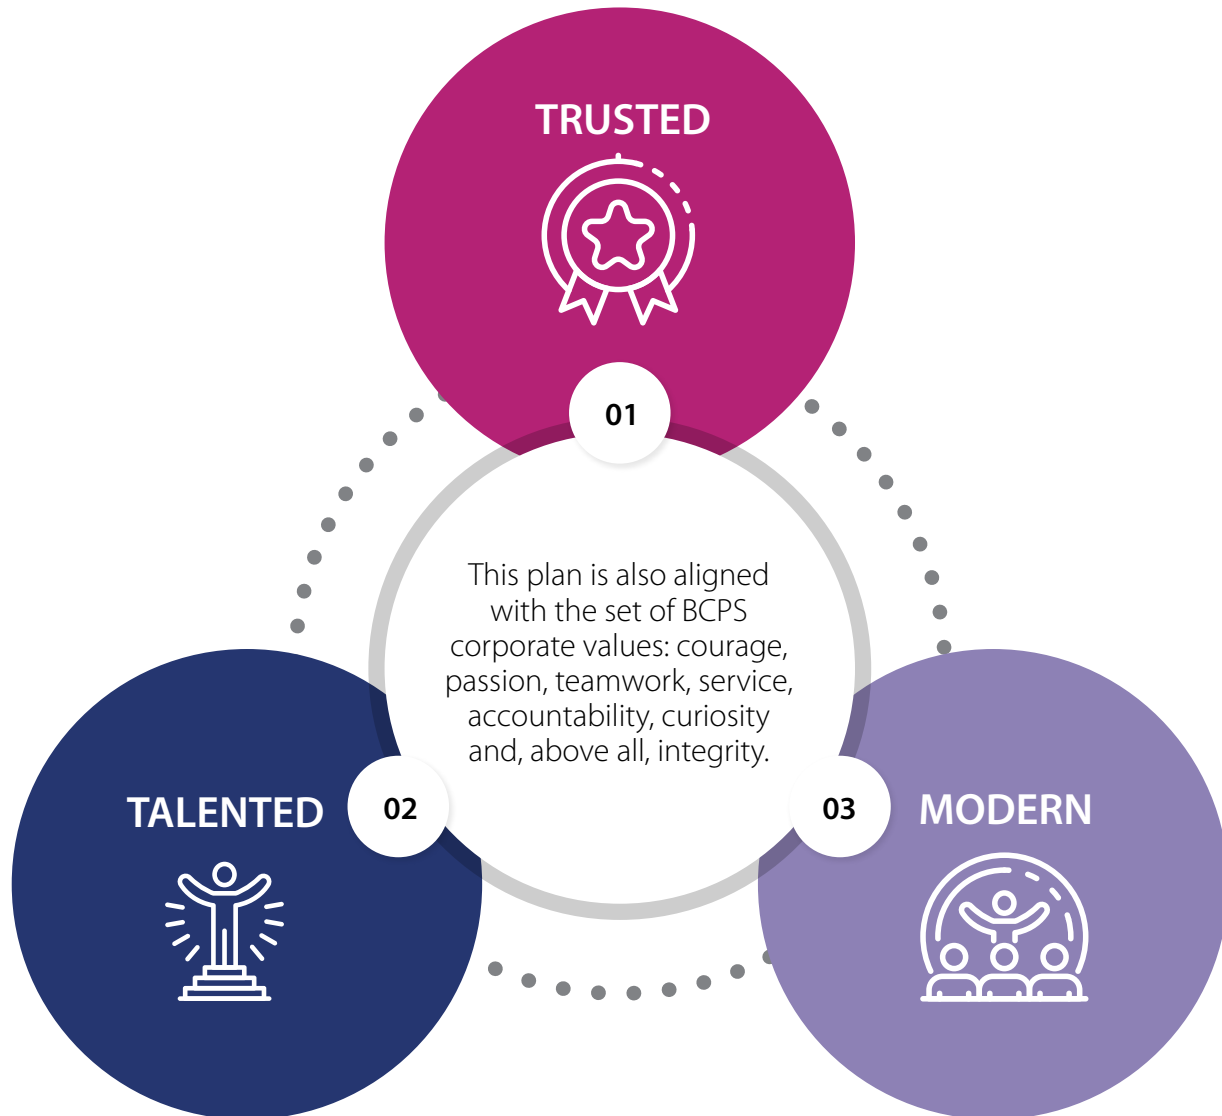 TRUSTED
01
This plan is also aligned
with the set of BCPS
corporate values: courage,
passion, teamwork, service,
accountability, curiosity
and, above all, integrity.
TALENTED
02
03
MODERN